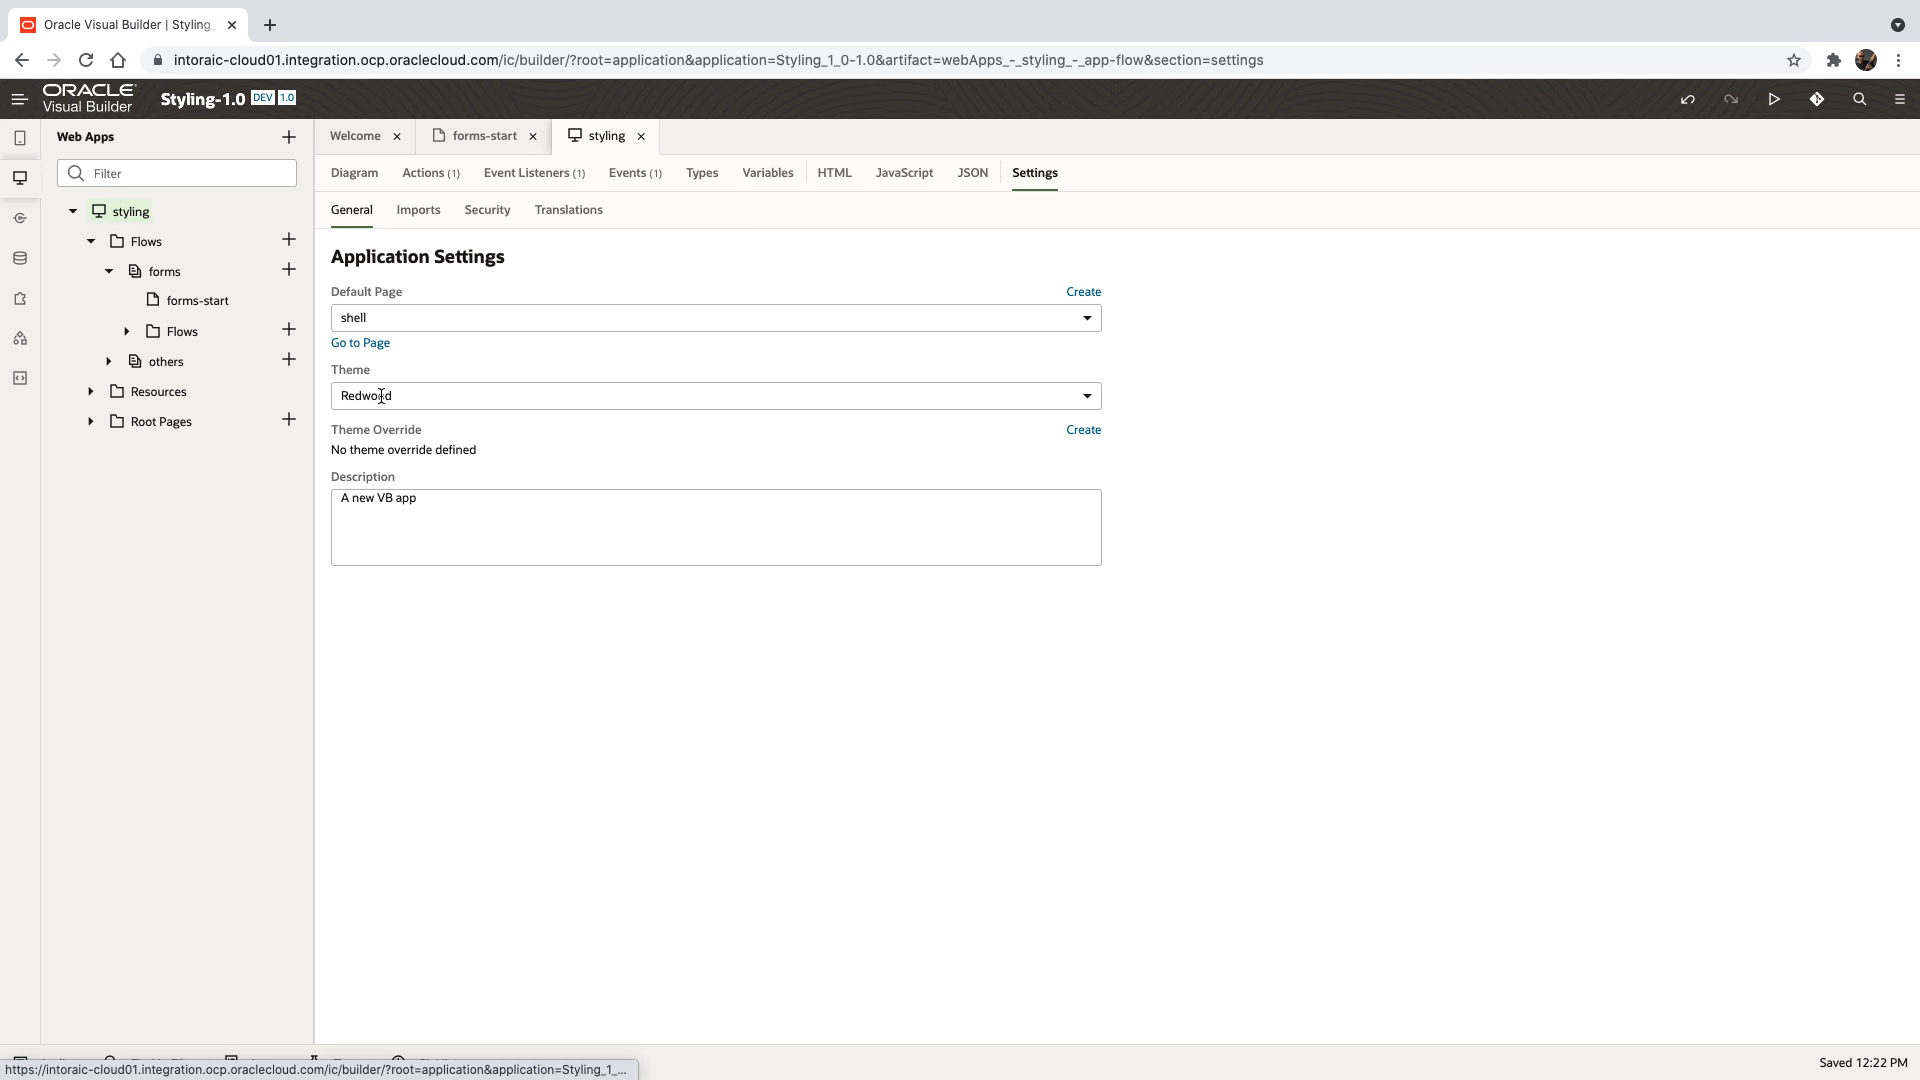 Oracle Visual Builder | Styling_
intoraic-cloud01.integration.ocp.oraclecloud.com/ic/builder/?root=application&application=Styling_1_0-1.0&artifact=webApps_-_styling_-_app-flow&section=settings
ORACLE
Visual Builder
Styling-1.0 DEV 1.0
Web Apps
Filter
styling
Flows
forms
forms-start
Flows
others
Resources
Root Pages
Welcome
forms-start
styling
Diagram Actions (1) Event Listeners (1) Events (1) Types Variables HTML JavaScript JSON Settings
General Imports Security Translations
Application Settings
Default Page Create
shell
Go to Page
Theme
Redwood
Theme Override Create
No theme override defined
Description
A new VB app
Saved 12:22 PM
https://intoraic-cloud01.integration.ocp.oraclecloud.com/ic/builder/?root=application&application=Styling_1_...